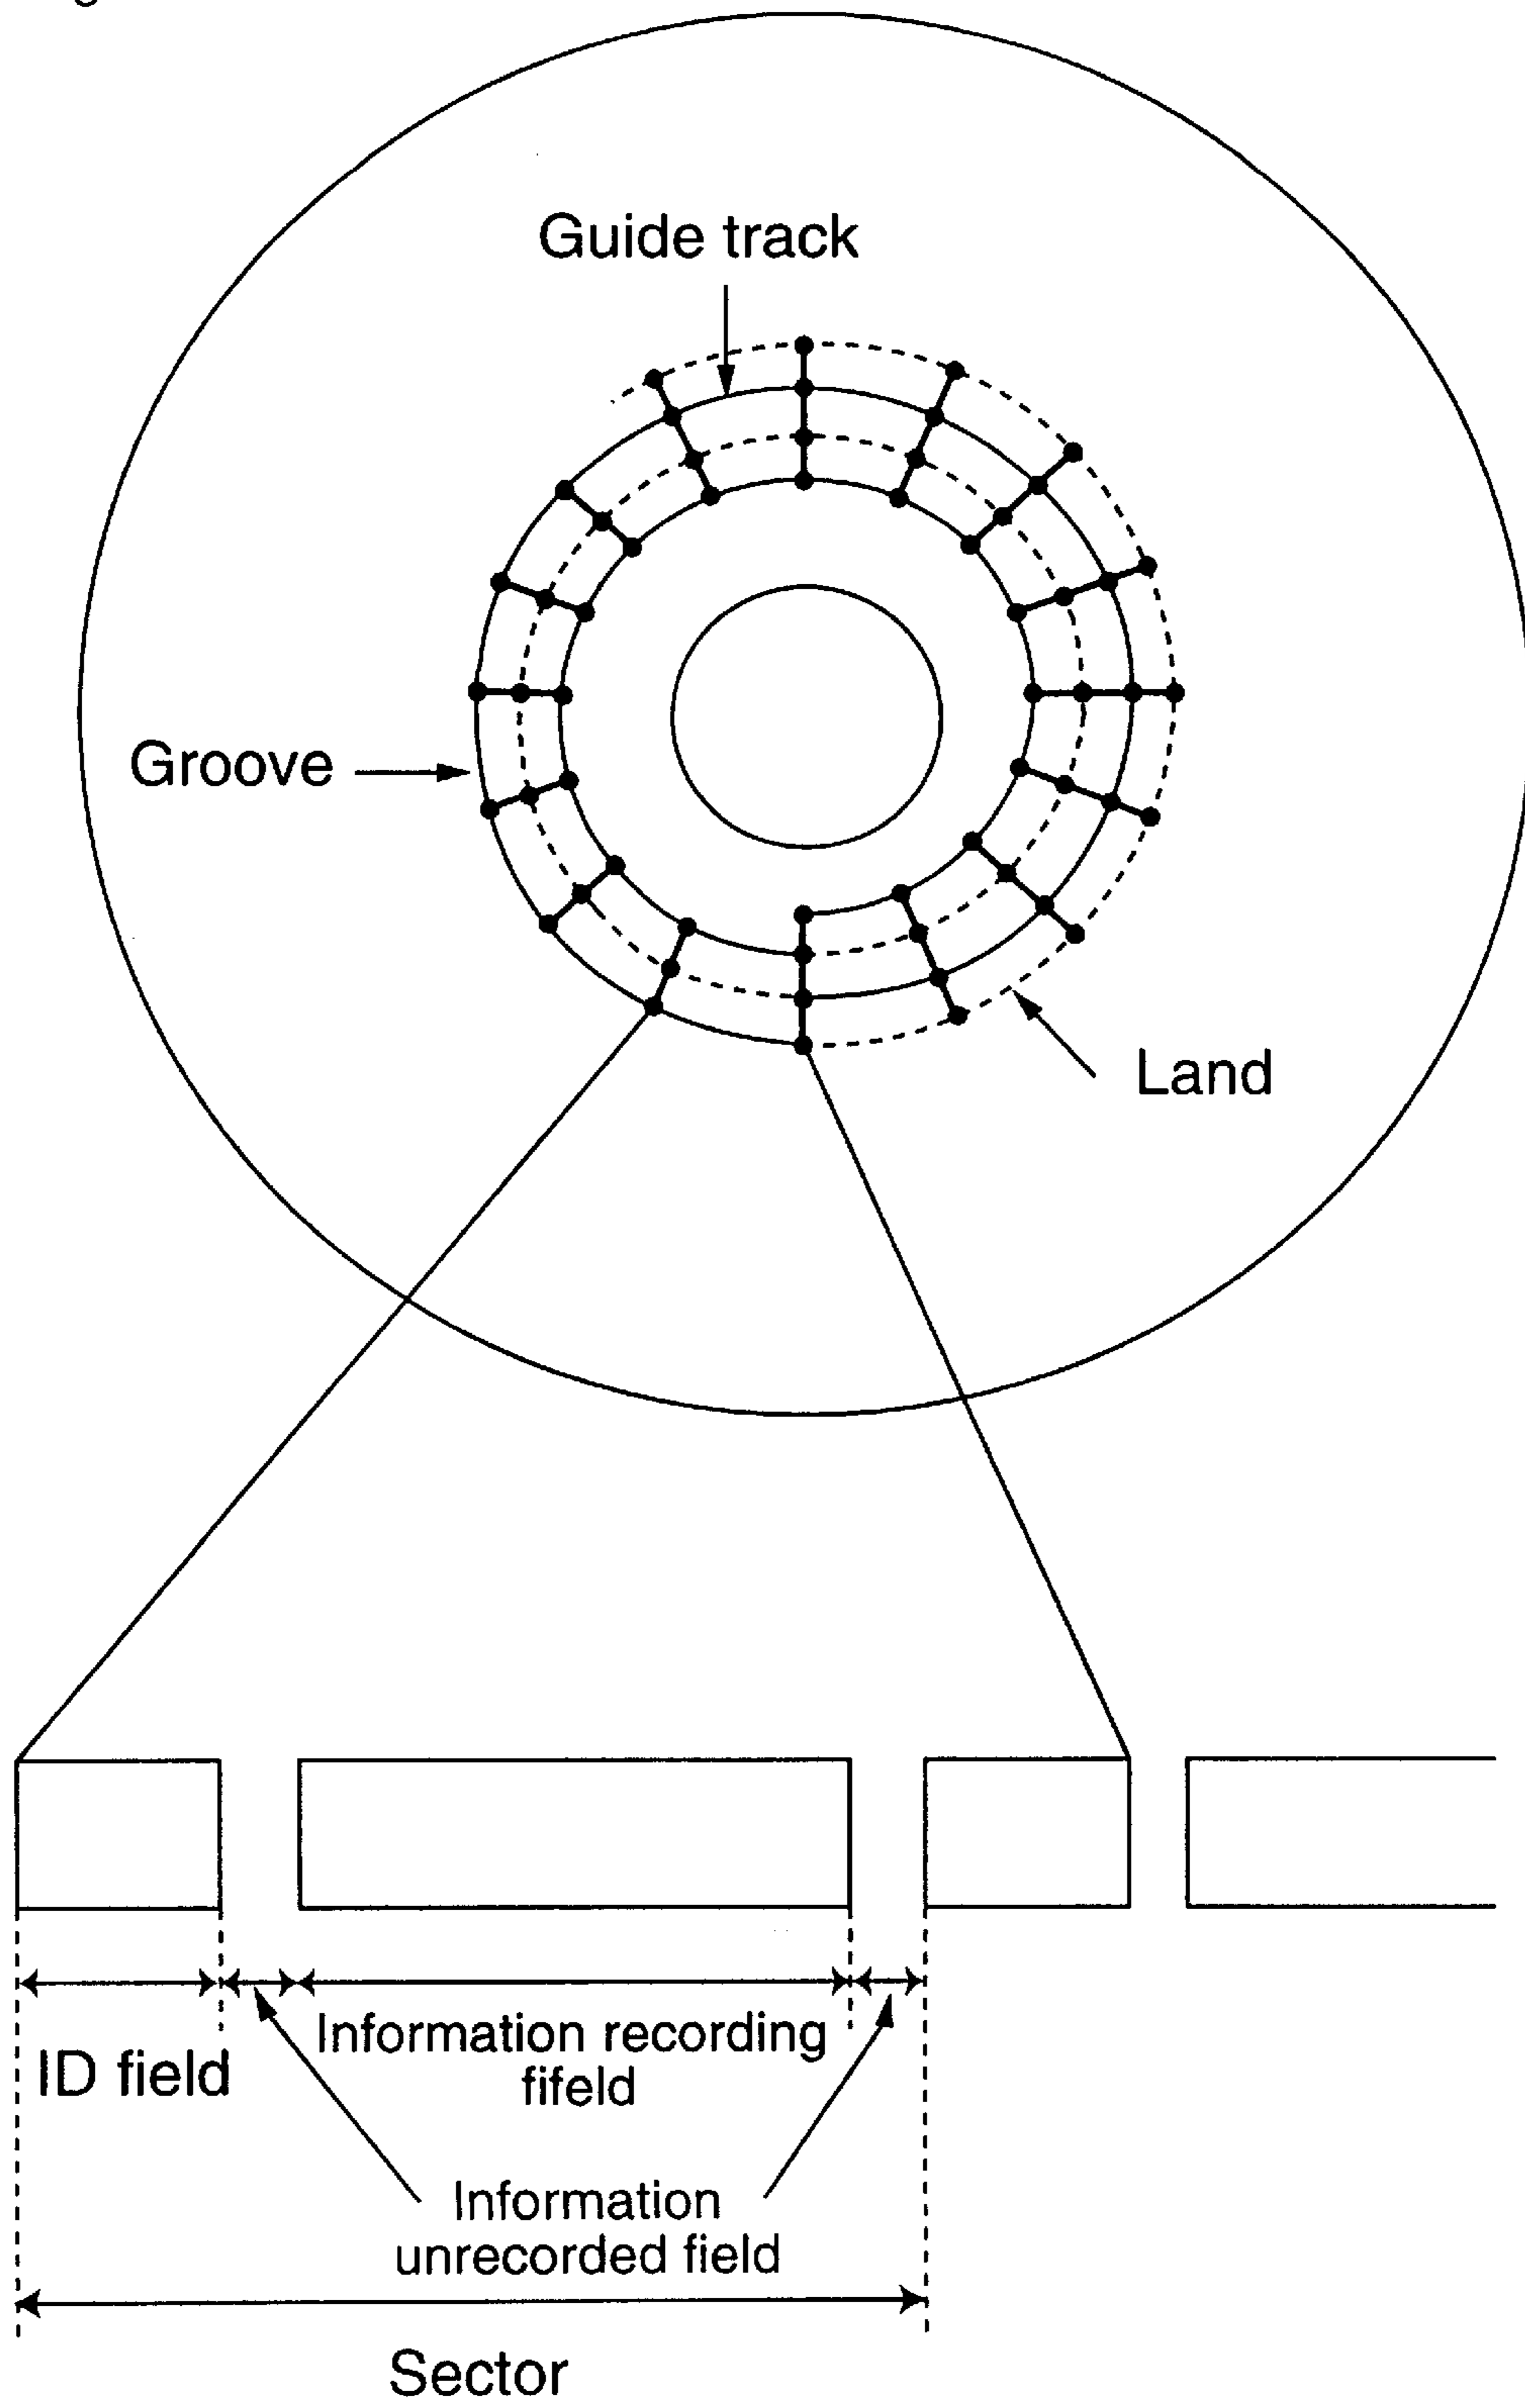 Guide track
Groove
Land
Information recording
fifeld
ID field
Information
unrecorded field
Sector